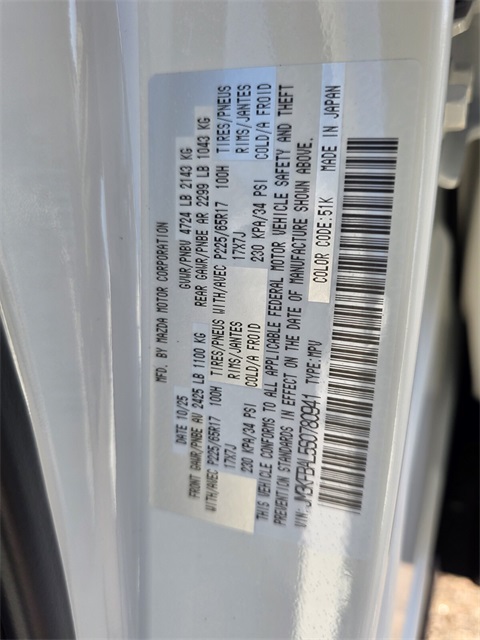 MFD. BY MAZDA MOTOR CORPORATION
DATE 10/25 GVWR/PNBV 4724 LB 2143 KG
FRONT GAWR/PNBE AV 2425 LB 1100 KG REAR GAWR/PNBE AR 2299 LB 1043 KG
WITH/AVEC P225/65R17 100H TIRES/PNEUS WITH/AVEC P225/65R17 100H TIRES/PNEUS
17X7J RIMS/JANTES 17X7J RIMS/JANTES
230 KPA/34 PSI COLD/A FROID 230 KPA/34 PSI COLD/A FROID
THIS VEHICLE CONFORMS TO ALL APPLICABLE FEDERAL MOTOR VEHICLE SAFETY AND THEFT
PREVENTION STANDARDS IN EFFECT ON THE DATE OF MANUFACTURE SHOWN ABOVE.
VIN: TYPE: MPV COLOR CODE:51K MADE IN JAPAN